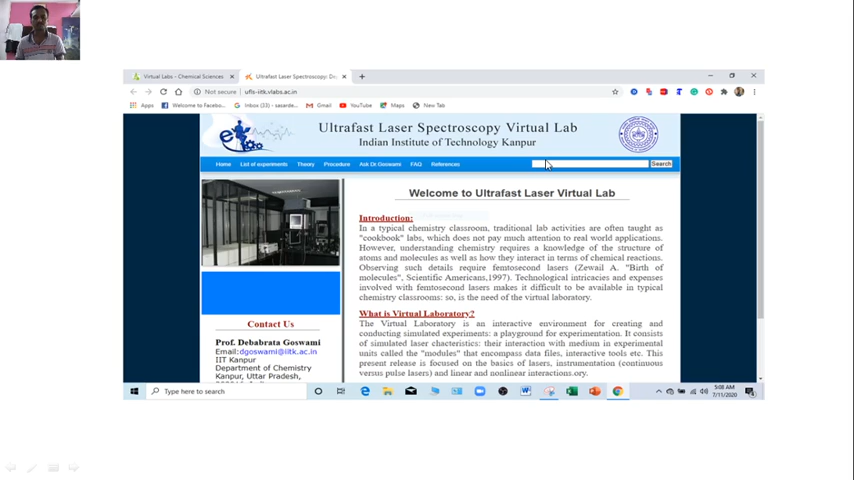 Virtual Labs - Chemical Sciences
Ultrafast Laser Spectroscopy: De
Not secure | ufls-iitk.vlabs.ac.in
Apps Welcome to Facebo... Inbox (33) - sasarde... Gmail YouTube Maps New Tab
Ultrafast Laser Spectroscopy Virtual Lab
Indian Institute of Technology Kanpur
Home List of experiments Theory Procedure Ask Dr.Goswami FAQ References Search
Welcome to Ultrafast Laser Virtual Lab
Introduction:
In a typical chemistry classroom, traditional lab activities are often taught as
"cookbook" labs, which does not pay much attention to real world applications.
However, understanding chemistry requires a knowledge of the structure of
atoms and molecules as well as how they interact in terms of chemical reactions.
Observing such details require femtosecond lasers (Zewail A. "Birth of
molecules", Scientific Americans,1997). Technological intricacies and expenses
involved with femtosecond lasers makes it difficult to be available in typical
chemistry classrooms: so, is the need of the virtual laboratory.
What is Virtual Laboratory?
The Virtual Laboratory is an interactive environment for creating and
conducting simulated experiments: a playground for experimentation. It consists
of simulated laser chcteristics: their interaction with medium in experimental
units called the "modules" that encompass data files, interactive tools etc. This
present release is focused on the basics of lasers, instrumentation (continuous
versus pulse lasers) and linear and nonlinear interactions.ory.
Contact Us
Prof. Debabrata Goswami
Email:dgoswami@iitk.ac.in
IIT Kanpur
Department of Chemistry
Kanpur, Uttar Pradesh,
Type here to search
5:08 AM
7/11/2020